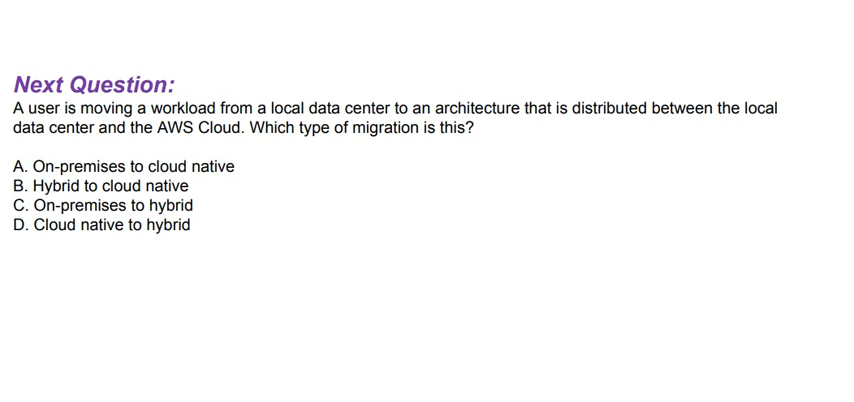 Next Question:
A user is moving a workload from a local data center to an architecture that is distributed between the local
data center and the AWS Cloud. Which type of migration is this?
A. On-premises to cloud native
B. Hybrid to cloud native
C. On-premises to hybrid
D. Cloud native to hybrid